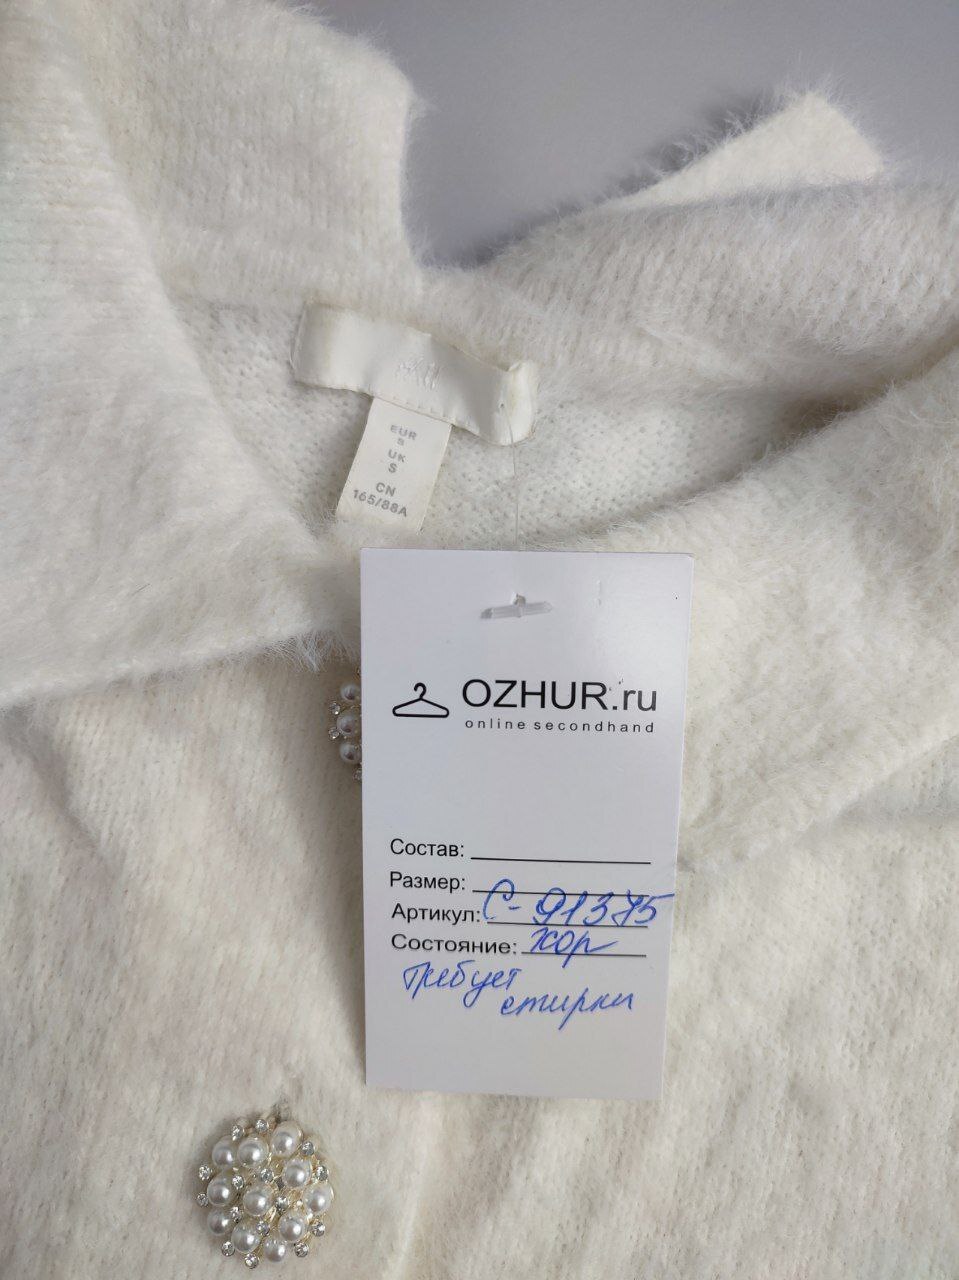 H&M
EUR
S
UK
S
CN
165/88A
OZHUR.ru
online secondhand
Состав:
Размер:
Артикул: С-91375
Состояние: хор
требует
стирки